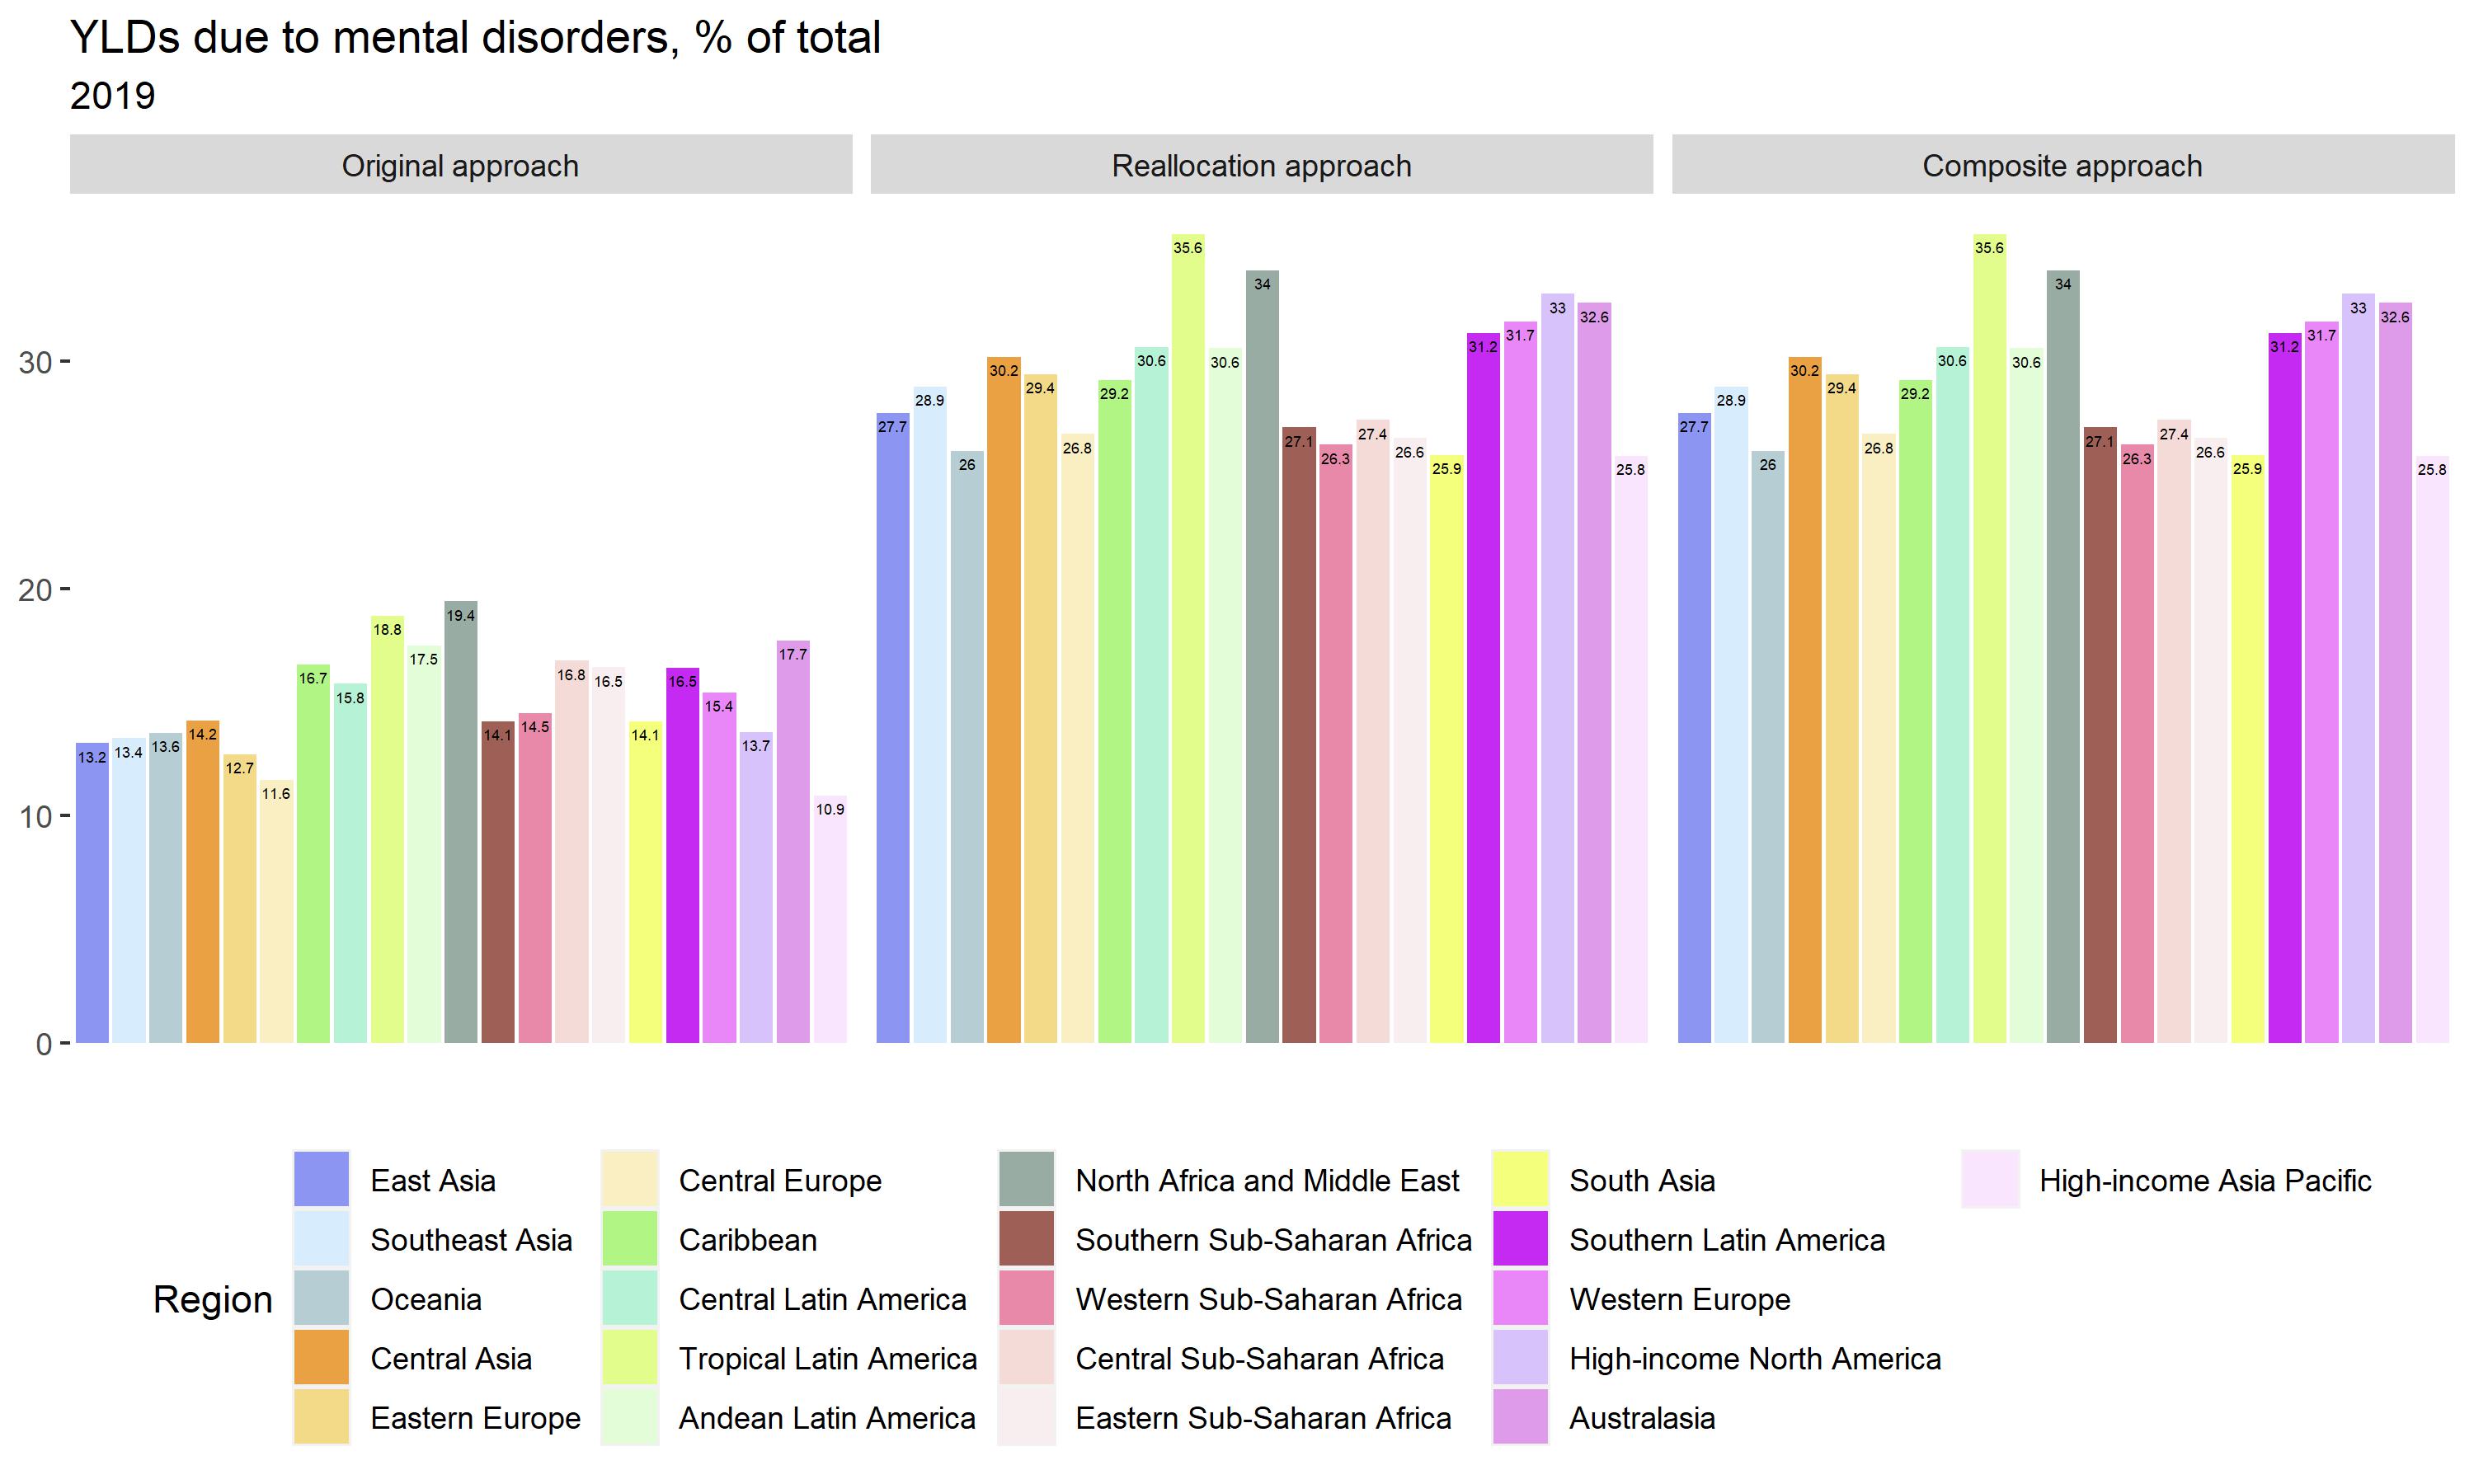 YLDs due to mental disorders, % of total
2019
Original approach
Reallocation approach
Composite approach
30
20
10
0
13.2 13.4 13.6 14.2 12.7 11.6 16.7 15.8 18.8 17.5 19.4 14.1 14.5 16.8 16.5 14.1 16.5 15.4 13.7 17.7 10.9
27.7 28.9 26 30.2 29.4 26.8 29.2 30.6 35.6 30.6 34 27.1 26.3 27.4 26.6 25.9 31.2 31.7 33 32.6 25.8
27.7 28.9 26 30.2 29.4 26.8 29.2 30.6 35.6 30.6 34 27.1 26.3 27.4 26.6 25.9 31.2 31.7 33 32.6 25.8
Region
East Asia
Southeast Asia
Oceania
Central Asia
Eastern Europe
Central Europe
Caribbean
Central Latin America
Tropical Latin America
Andean Latin America
North Africa and Middle East
Southern Sub-Saharan Africa
Western Sub-Saharan Africa
Central Sub-Saharan Africa
Eastern Sub-Saharan Africa
South Asia
Southern Latin America
Western Europe
High-income North America
Australasia
High-income Asia Pacific